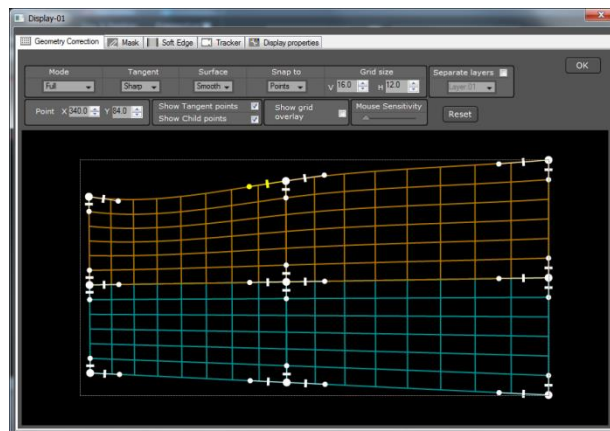 Display-01
Geometry Correction Mask Soft Edge Tracker Display properties
Mode Tangent Surface Snap to Grid size Separate layers OK
Full Sharp Smooth Points V 16.0 H 12.0 Layer 01
Point X 340.0 Y 84.0 Show Tangent points Show grid overlay Mouse Sensitivity Reset
Show Child points